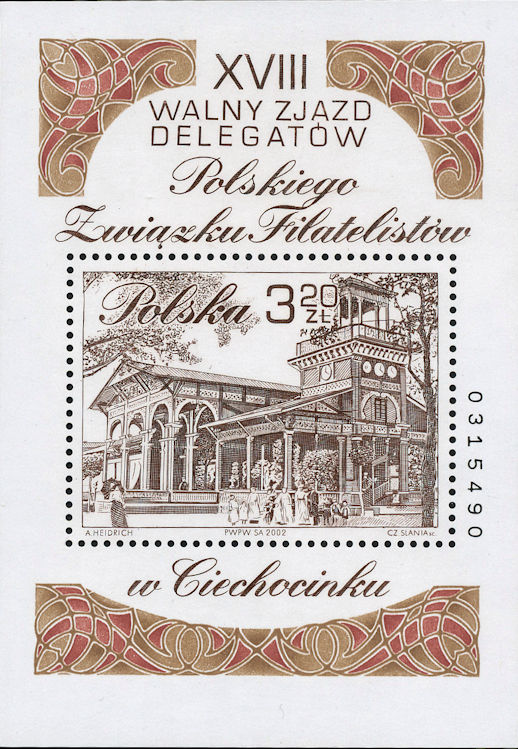 XVIII
WALNY ZJAZD
DELEGATÓW
Polskiego
Związku Filatelistów
Polska 3 20 ZŁ
A.HEIDRICH PWPW SA 2002 CZ.SLANIA sc.
0315490
w Ciechocinku